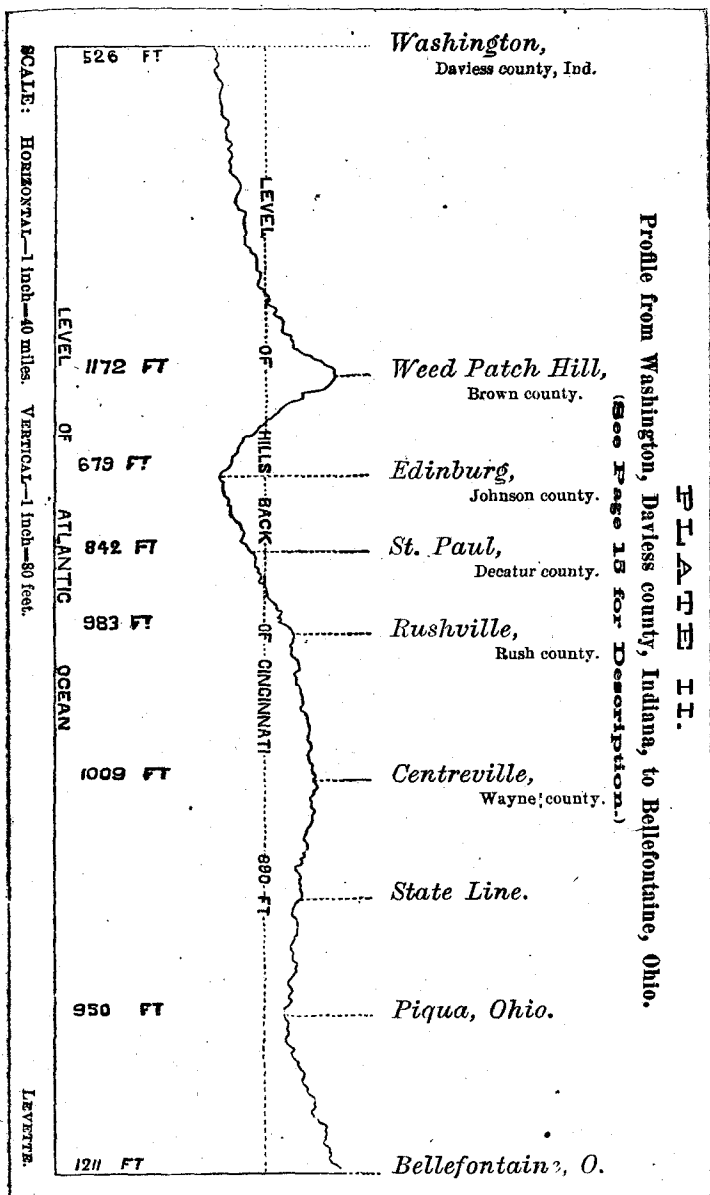 PLATE II.
Profile from Washington, Daviess county, Indiana, to Bellefontaine, Ohio.
(See Page 15 for Description.)
Washington,
Daviess county, Ind.
Weed Patch Hill,
Brown county.
Edinburg,
Johnson county.
St. Paul,
Decatur county.
Rushville,
Rush county.
Centreville,
Wayne county.
State Line.
Piqua, Ohio.
Bellefontaine, O.
LEVEL OF HILLS BACK OF CINCINNATI 890 FT
526 FT
1172 FT
679 FT
842 FT
983 FT
1009 FT
950 FT
1211 FT
LEVEL OF ATLANTIC OCEAN
SCALE: HORIZONTAL—1 inch=40 miles. VERTICAL—1 inch=80 feet.
LEVETTE.